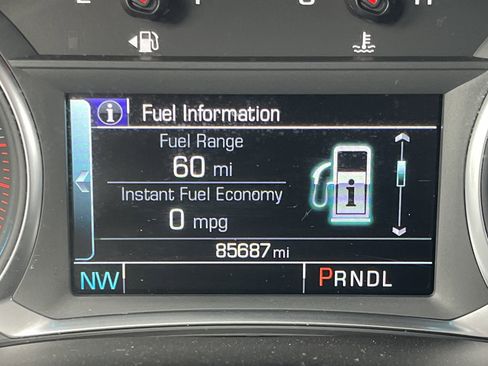 i Fuel Information
Fuel Range
60 mi
Instant Fuel Economy
0 mpg
i
85687 mi
NW PRNDL